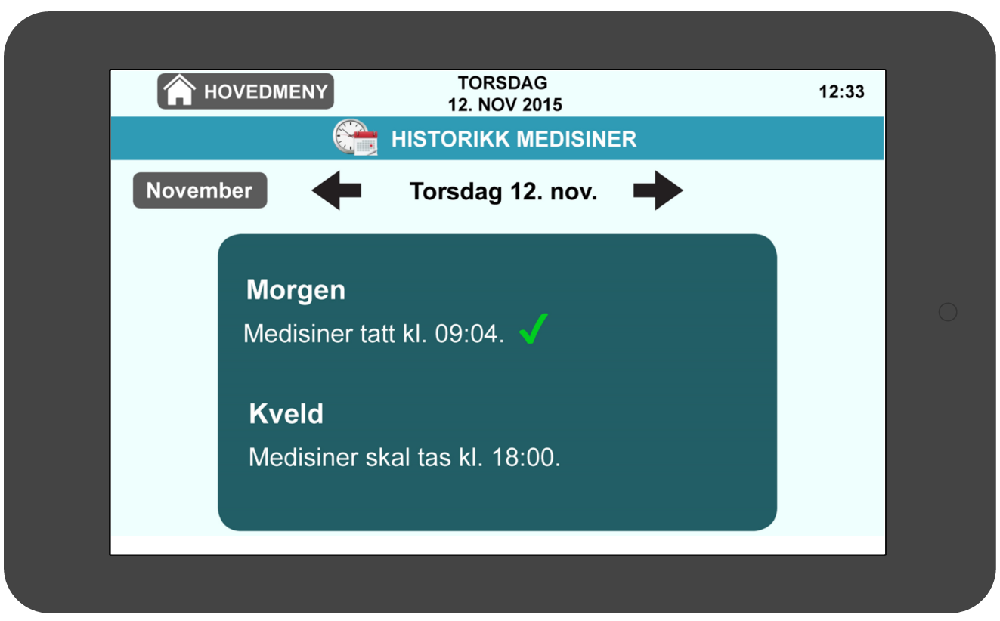 HOVEDMENY
TORSDAG
12. NOV 2015
12:33
HISTORIKK MEDISINER
November
Torsdag 12. nov.
Morgen
Medisiner tatt kl. 09:04.
Kveld
Medisiner skal tas kl. 18:00.